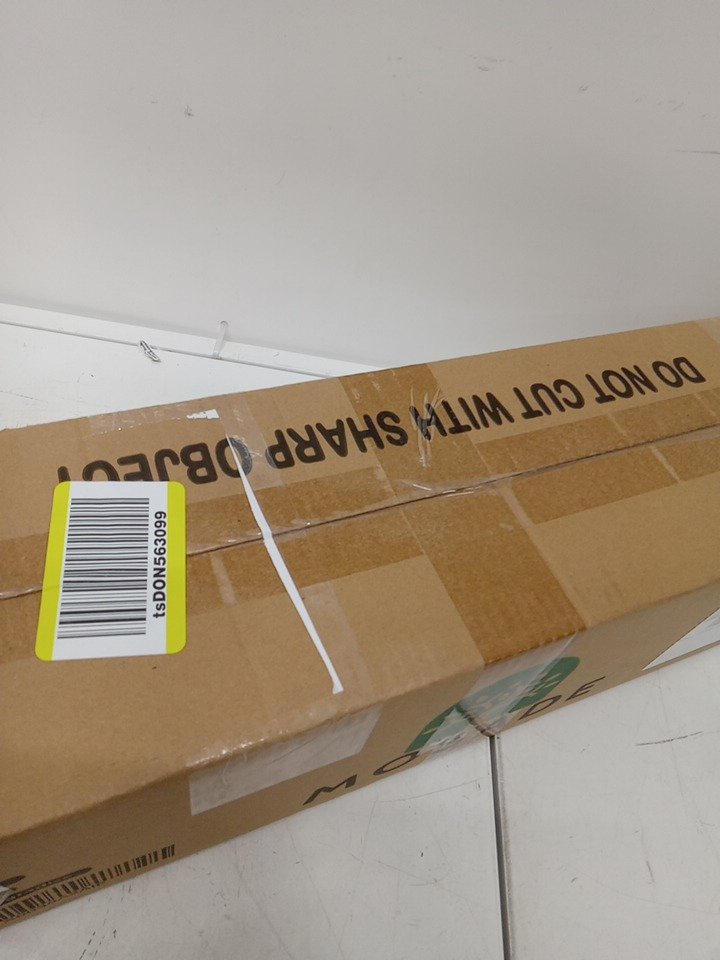 DO NOT CUT WITH SHARP OBJECT
tsDON563099